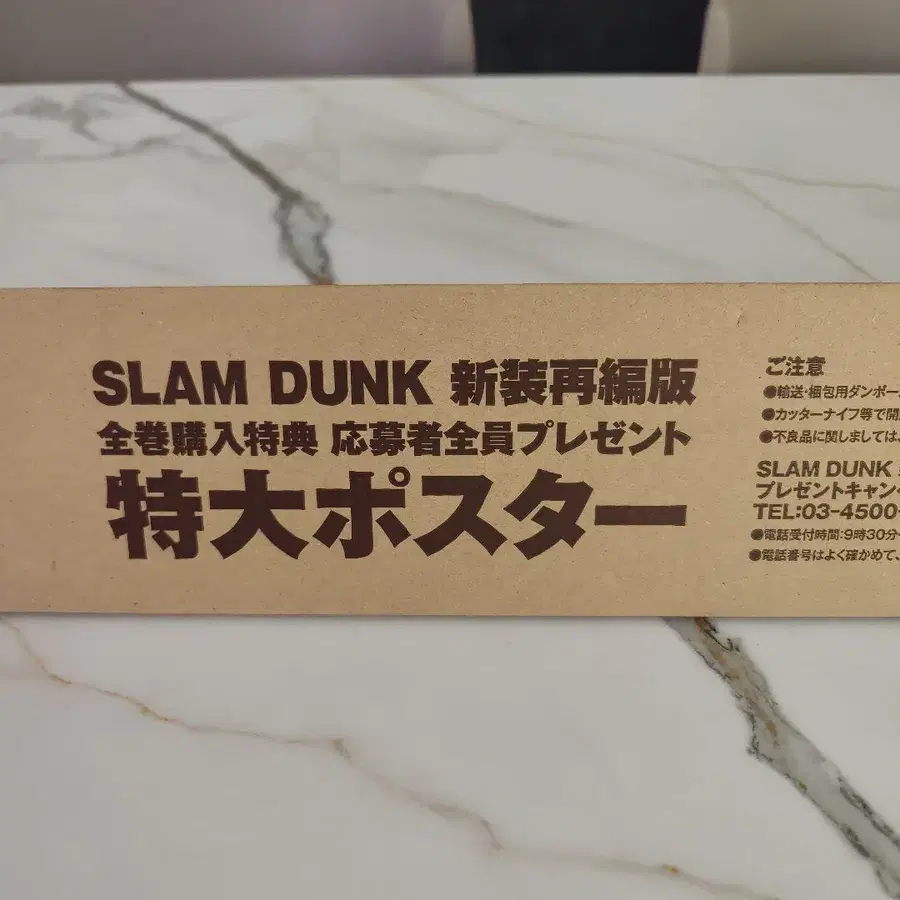 SLAM DUNK 新装再編版
全巻購入特典 応募者全員プレゼント
特大ポスター
ご注意
●輸送・梱包用ダンボー
●カッターナイフ等で開
●不良品に関しましては、
SLAM DUNK
プレゼントキャン
TEL:03-4500-
●電話受付時間:9時30分
●電話番号はよく確かめて、